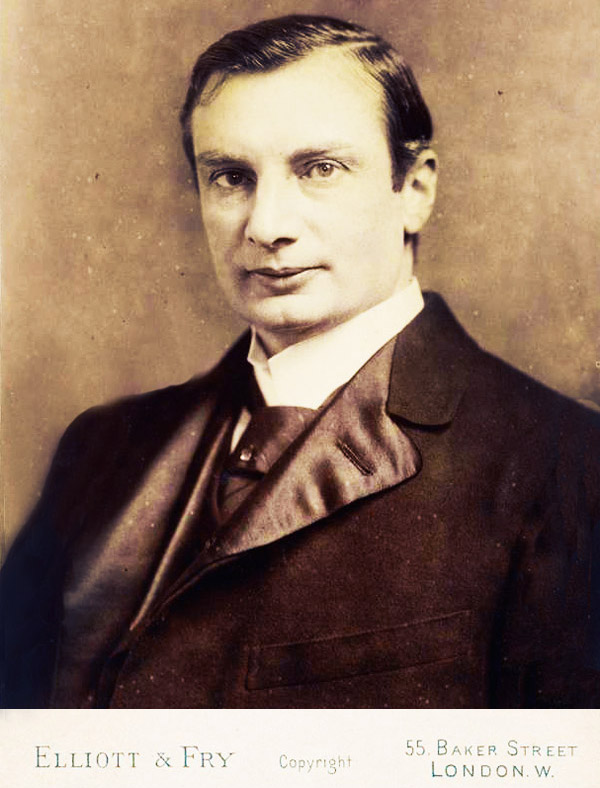 ELLIOTT & FRY
Copyright
55. BAKER STREET
LONDON. W.